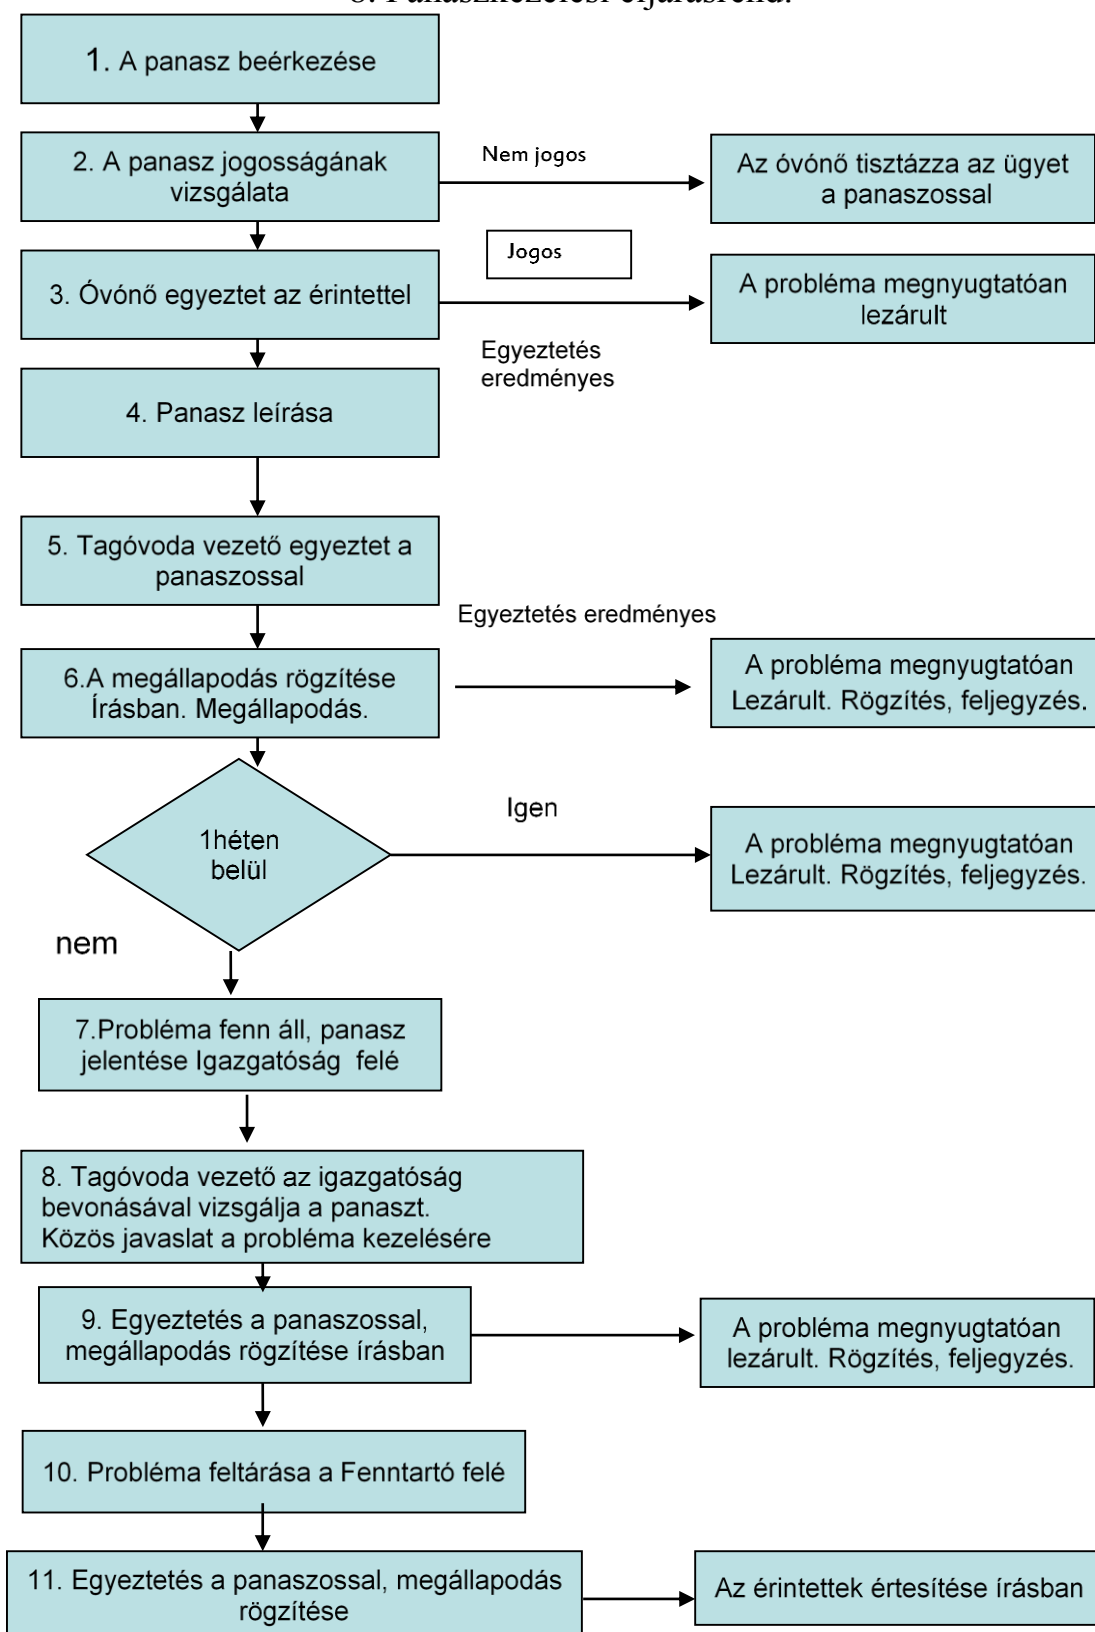 8. Panaszkezelési eljárásrend.
1. A panasz beérkezése
2. A panasz jogosságának
vizsgálata
Nem jogos
Az óvónő tisztázza az ügyet
a panaszossal
Jogos
3. Óvónő egyeztet az érintettel
A probléma megnyugtatóan
lezárult
Egyeztetés
eredményes
4. Panasz leírása
5. Tagóvoda vezető egyeztet a
panaszossal
Egyeztetés eredményes
6.A megállapodás rögzítése
Írásban. Megállapodás.
A probléma megnyugtatóan
Lezárult. Rögzítés, feljegyzés.
1héten
belül
Igen
A probléma megnyugtatóan
Lezárult. Rögzítés, feljegyzés.
nem
7.Probléma fenn áll, panasz
jelentése Igazgatóság felé
8. Tagóvoda vezető az igazgatóság
bevonásával vizsgálja a panaszt.
Közös javaslat a probléma kezelésére
9. Egyeztetés a panaszossal,
megállapodás rögzítése írásban
A probléma megnyugtatóan
lezárult. Rögzítés, feljegyzés.
10. Probléma feltárása a Fenntartó felé
11. Egyeztetés a panaszossal, megállapodás
rögzítése
Az érintettek értesítése írásban